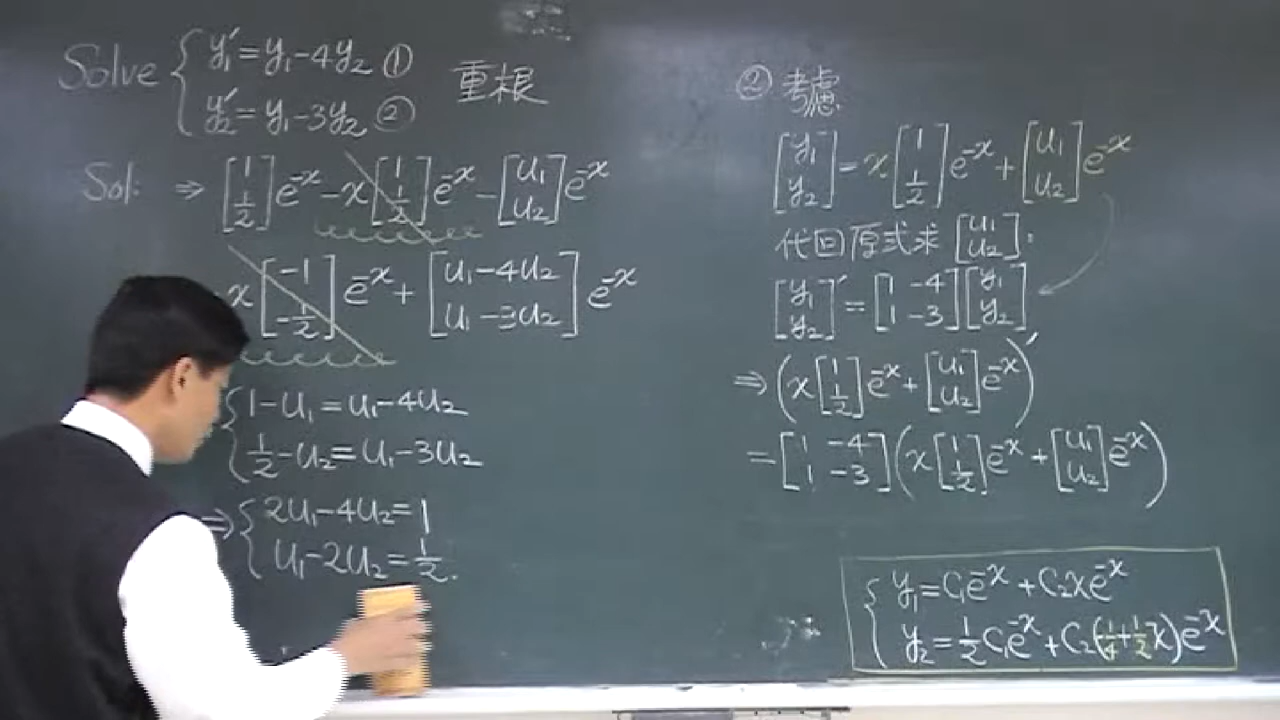 Solve { y₁′=y₁-4y₂ ①
y₂′=y₁-3y₂ ②
重根
Sol: ⇒ [1 ½]e^-x - x[1 ½]e^-x - [u₁ u₂]e^-x
x[-1 -½]e^-x + [u₁-4u₂ u₁-3u₂]e^-x
{ 1-u₁=u₁-4u₂
½-u₂=u₁-3u₂
⇒ { 2u₁-4u₂=1
u₁-2u₂=½.
② 考慮
[y₁ y₂] = x[1 ½]e^-x + [u₁ u₂]e^-x
代回原式求 [u₁ u₂]:
[y₁ y₂]′ = [1 -4 1 -3][y₁ y₂]
⇒ (x[1 ½]e^-x + [u₁ u₂]e^-x)′
= [1 -4 1 -3](x[1 ½]e^-x + [u₁ u₂]e^-x)
{ y₁=C₁e^-x + C₂xe^-x
y₂=½C₁e^-x + C₂(¼+½x)e^-x